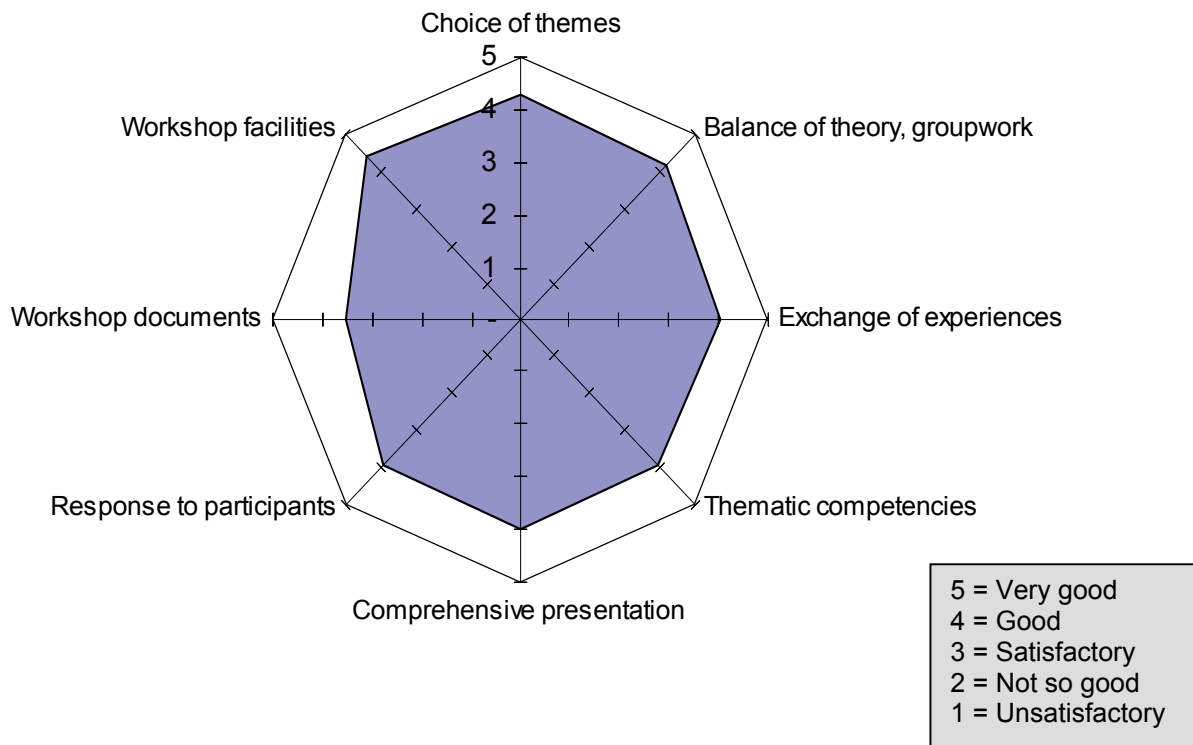 Choice of themes
5
4
3
2
1
-
Workshop facilities
Balance of theory, groupwork
Workshop documents
Exchange of experiences
Response to participants
Thematic competencies
Comprehensive presentation
5 = Very good
4 = Good
3 = Satisfactory
2 = Not so good
1 = Unsatisfactory